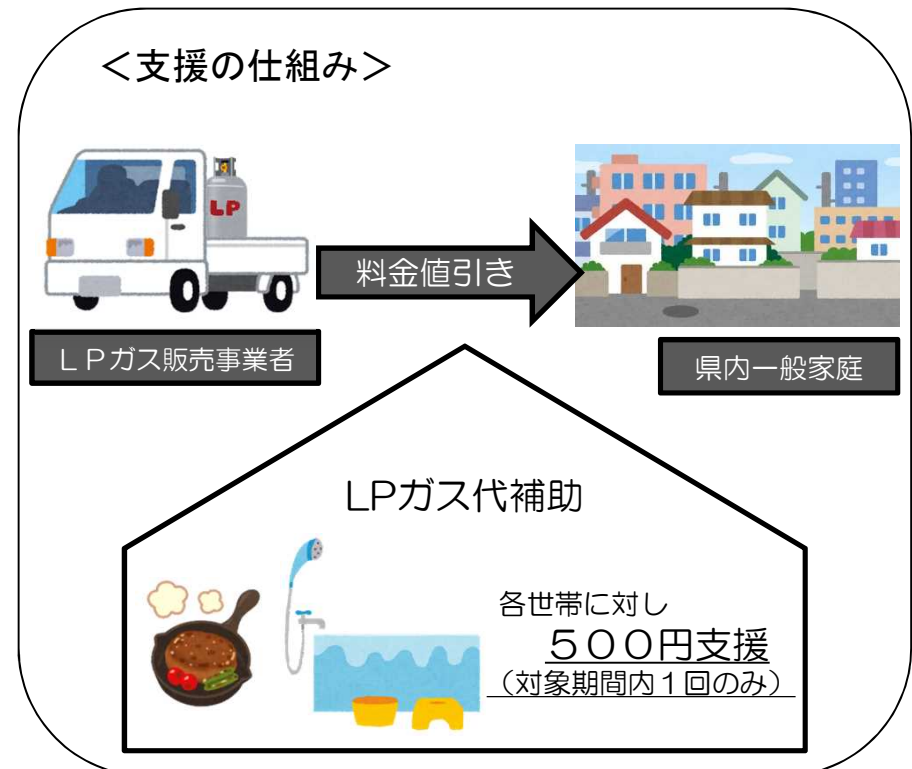 ＜支援の仕組み＞
LP
料金値引き
ＬＰガス販売事業者
県内一般家庭
LPガス代補助
各世帯に対し
５００円支援
（対象期間内１回のみ）